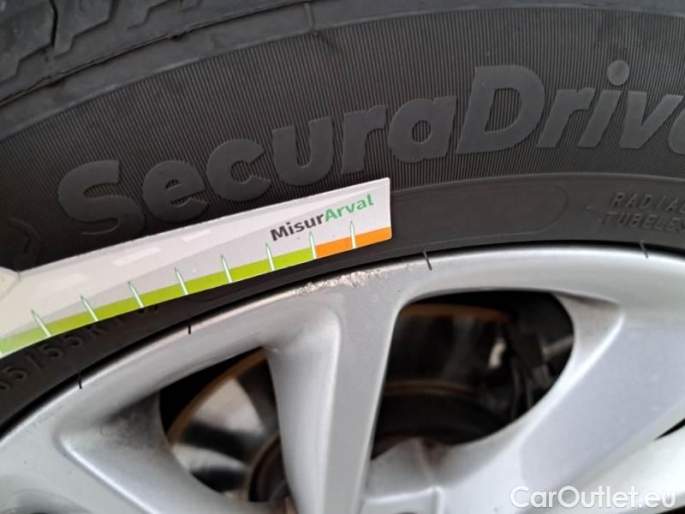 SecuraDrive
MisurArval
RADIAL
TUBELESS
CarOutlet.eu